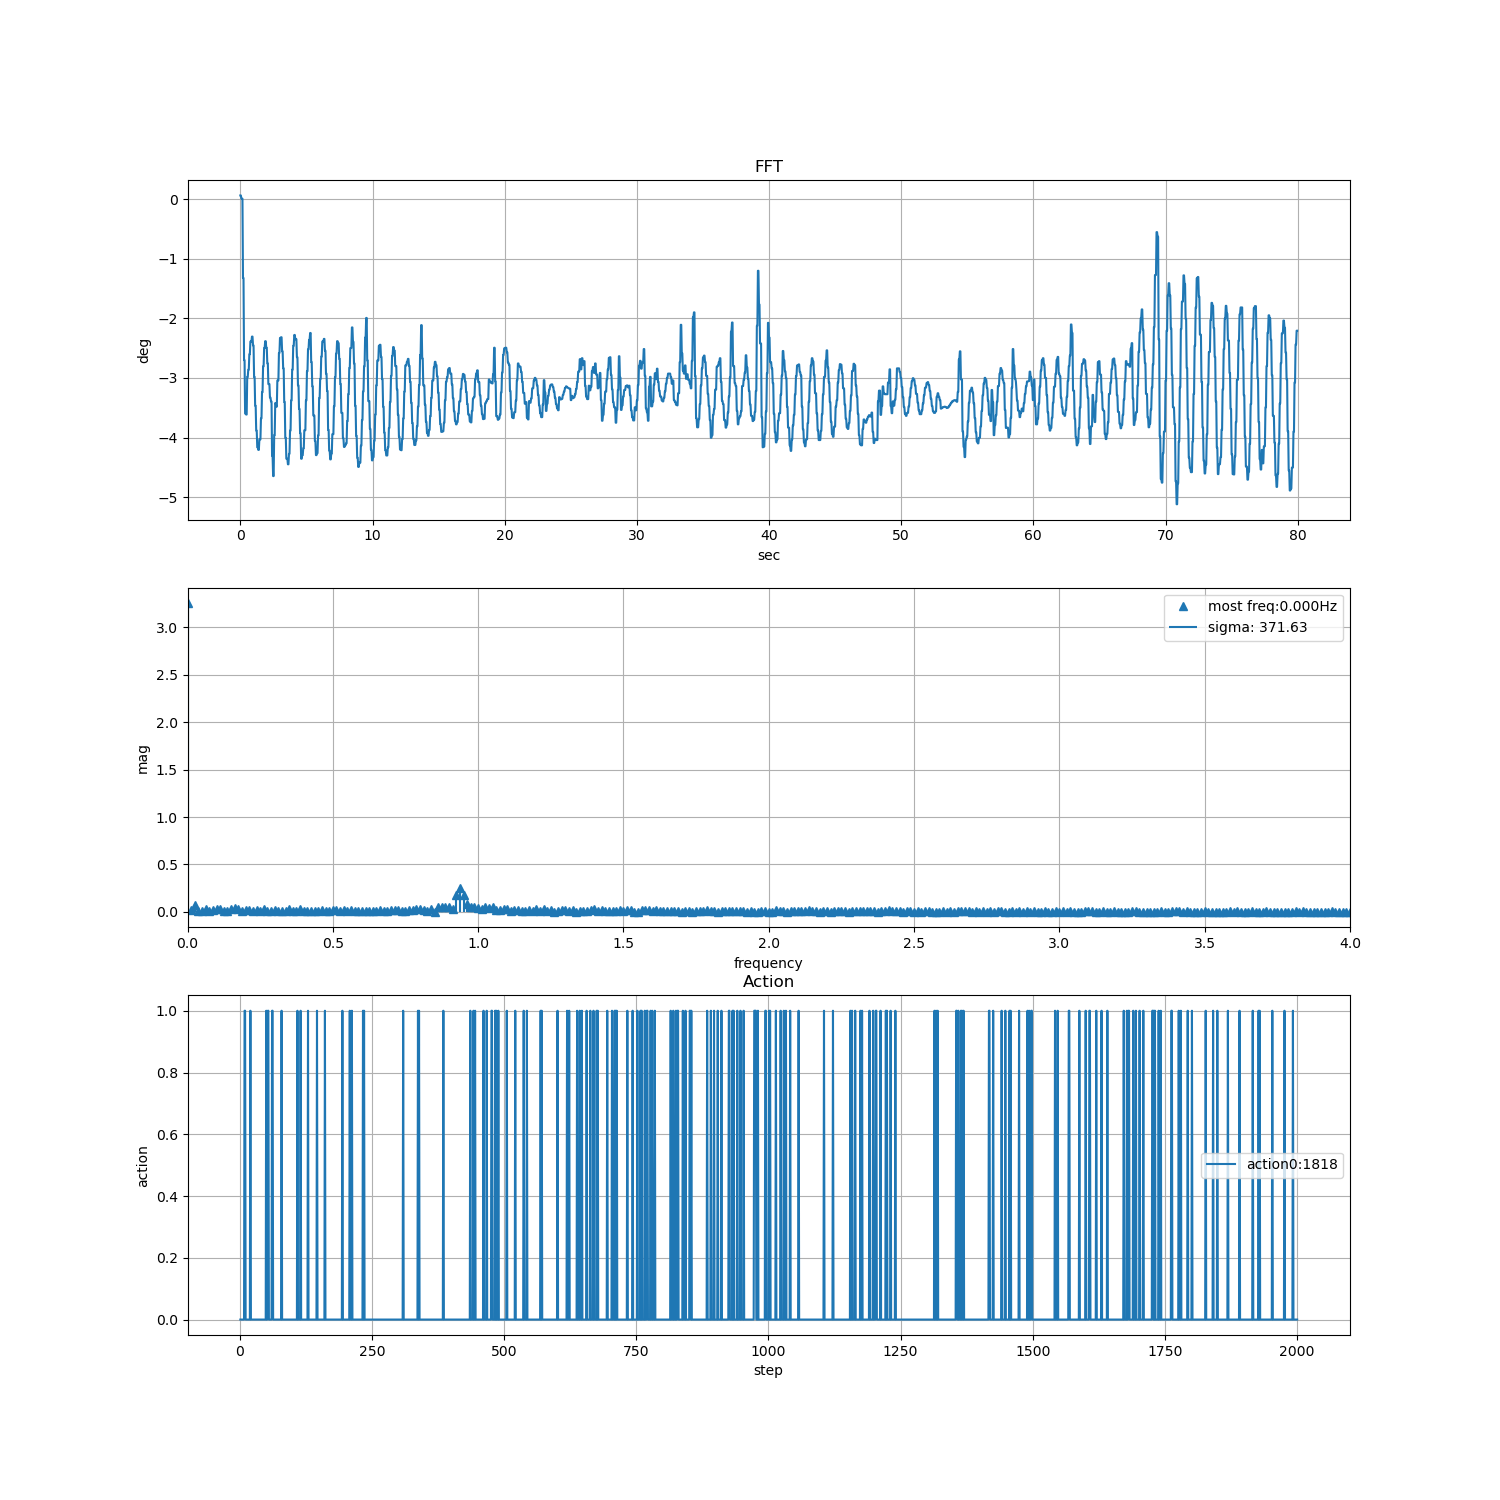 FFT
0
−1
−2
−3
−4
−5
deg
0 10 20 30 40 50 60 70 80
sec
most freq:0.000Hz
sigma: 371.63
3.0
2.5
2.0
1.5
1.0
0.5
0.0
mag
0.0 0.5 1.0 1.5 2.0 2.5 3.0 3.5 4.0
frequency
Action
1.0
0.8
0.6
0.4
0.2
0.0
action
action0:1818
0 250 500 750 1000 1250 1500 1750 2000
step